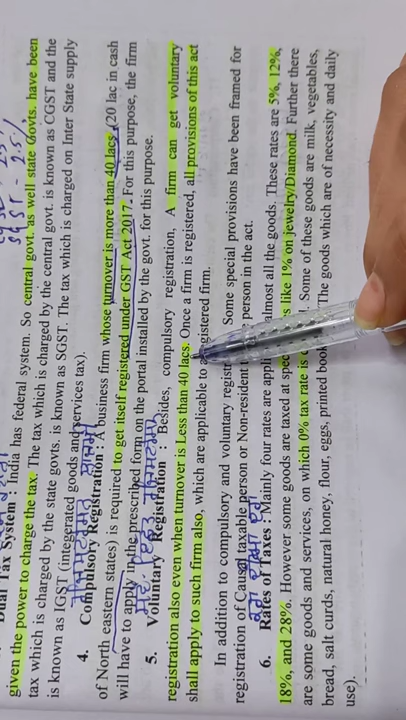 SGST - 2.5%
Dual Tax System : India has federal system. So central govt. as well state Govts. have been
given the power to charge the tax. The tax which is charged by the central govt. is known as CGST and the
tax which is charged by the state govts. is known as SGST. The tax which is charged on Inter State supply
is known as IGST (integerated goods and services tax).
4. Compulsory Registration : A business firm whose turnover is more than 40 lacs (20 lac in cash
of North eastern states) is required to get itself registered under GST Act 2017. For this purpose, the firm
will have to apply in the prescribed form on the portal installed by the govt. for this purpose.
5. Voluntary Registration : Besides, compulsory registration, A firm can get voluntary
registration also even when turnover is Less than 40 lacs. Once a firm is registered, all provisions of this act
shall apply to such firm also, which are applicable to a registered firm.
In addition to compulsory and voluntary regist Some special provisions have been framed for
registration of Causal taxable person or Non-resident person in the act.
6. Rates of Taxes : Mainly four rates are appli almost all the goods. These rates are 5%, 12%,
18%, and 28%. However some goods are taxed at spec s like 1% on jewelry/Diamond. Further there
are some goods and services, on which 0% tax rate is Some of these goods are milk, vegetables,
bread, salt curds, natural honey, flour, eggs, printed book The goods which are of necessity and daily
use).